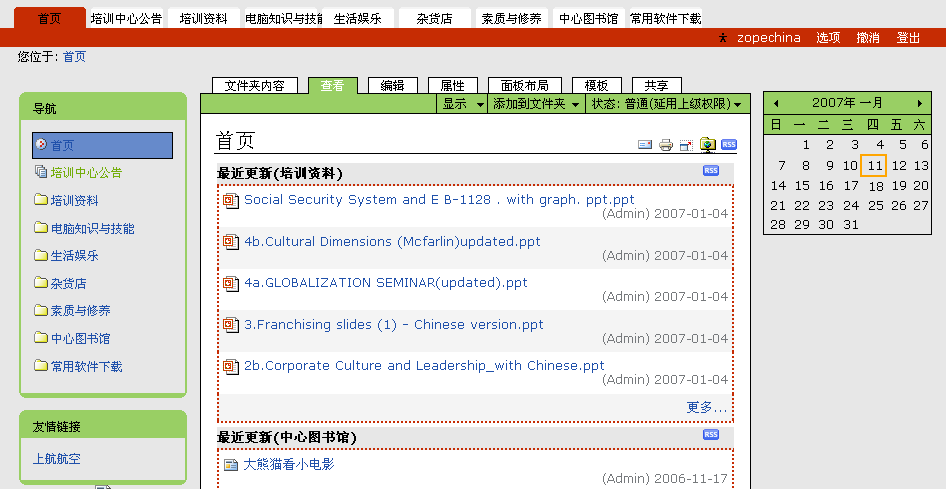 首页 培训中心公告 培训资料 电脑知识与技能 生活娱乐 杂货店 素质与修养 中心图书馆 常用软件下载
zopechina 选项 撤消 登出
您位于: 首页
导航
首页
培训中心公告
培训资料
电脑知识与技能
生活娱乐
杂货店
素质与修养
中心图书馆
常用软件下载
友情链接
上航航空
文件夹内容 查看 编辑 属性 面板布局 模板 共享
显示 添加到文件夹 状态: 普通(延用上级权限)
首页
RSS
最近更新(培训资料)
RSS
Social Security System and E B-1128 . with graph. ppt.ppt
(Admin) 2007-01-04
4b.Cultural Dimensions (Mcfarlin)updated.ppt
(Admin) 2007-01-04
4a.GLOBALIZATION SEMINAR(updated).ppt
(Admin) 2007-01-04
3.Franchising slides (1) - Chinese version.ppt
(Admin) 2007-01-04
2b.Corporate Culture and Leadership_with Chinese.ppt
(Admin) 2007-01-04
更多...
最近更新(中心图书馆)
RSS
大熊猫看小电影
(Admin) 2006-11-17
2007年 一月
日 一 二 三 四 五 六
1 2 3 4 5 6
7 8 9 10 11 12 13
14 15 16 17 18 19 20
21 22 23 24 25 26 27
28 29 30 31